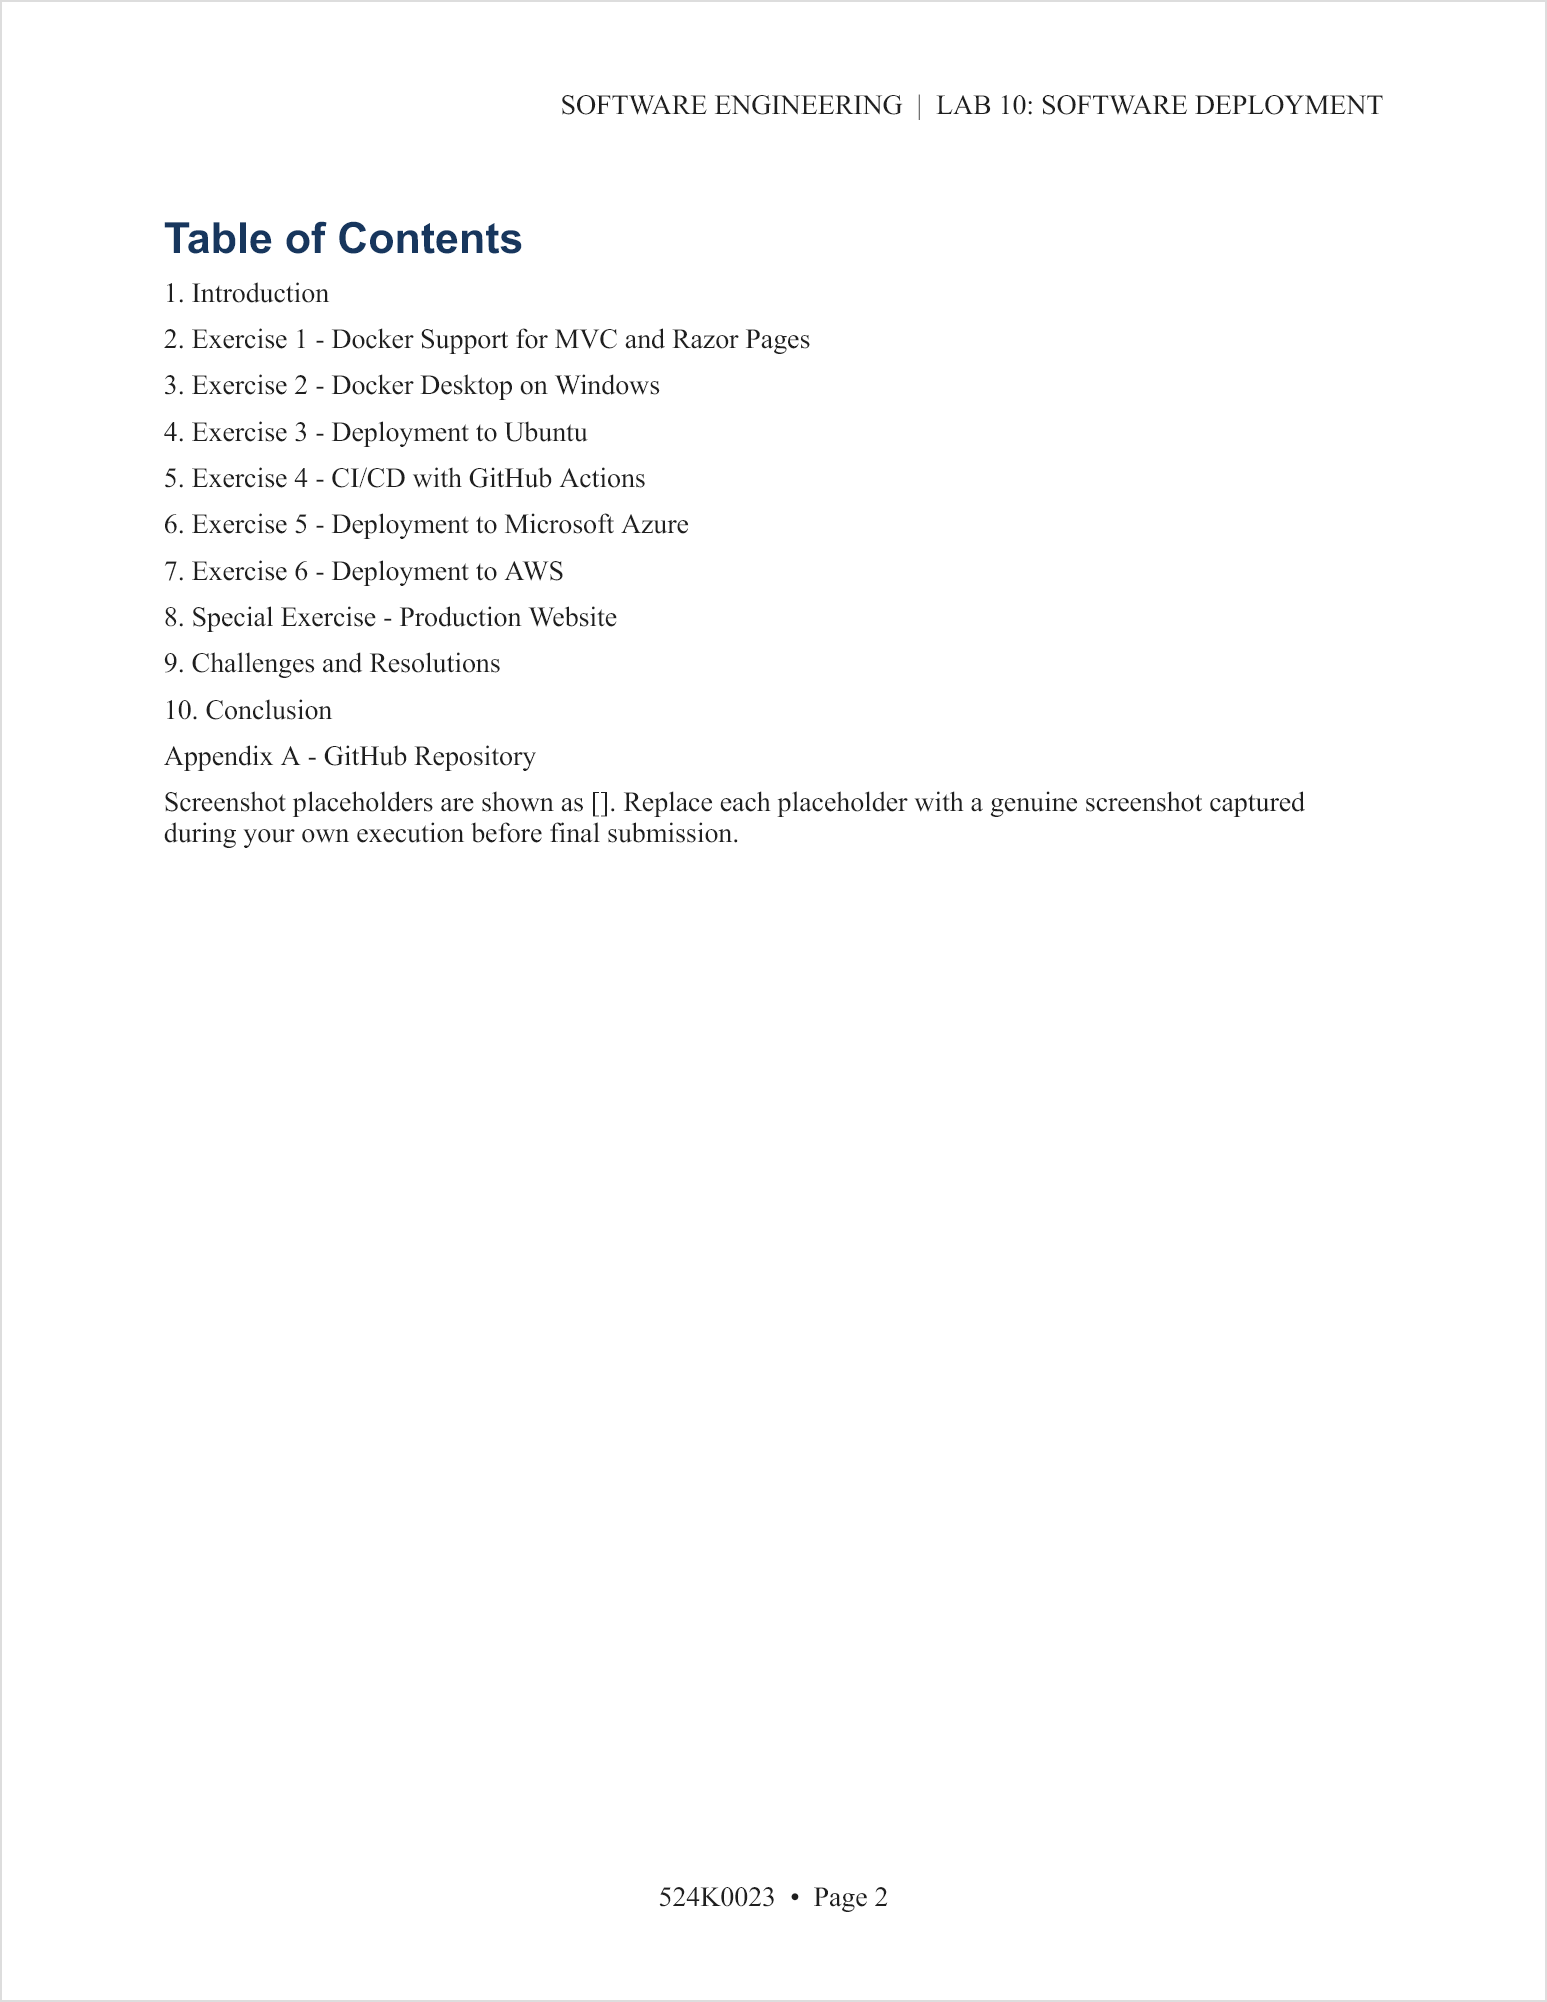 SOFTWARE ENGINEERING | LAB 10: SOFTWARE DEPLOYMENT
Table of Contents
1. Introduction
2. Exercise 1 - Docker Support for MVC and Razor Pages
3. Exercise 2 - Docker Desktop on Windows
4. Exercise 3 - Deployment to Ubuntu
5. Exercise 4 - CI/CD with GitHub Actions
6. Exercise 5 - Deployment to Microsoft Azure
7. Exercise 6 - Deployment to AWS
8. Special Exercise - Production Website
9. Challenges and Resolutions
10. Conclusion
Appendix A - GitHub Repository
Screenshot placeholders are shown as []. Replace each placeholder with a genuine screenshot captured
during your own execution before final submission.
524K0023 • Page 2